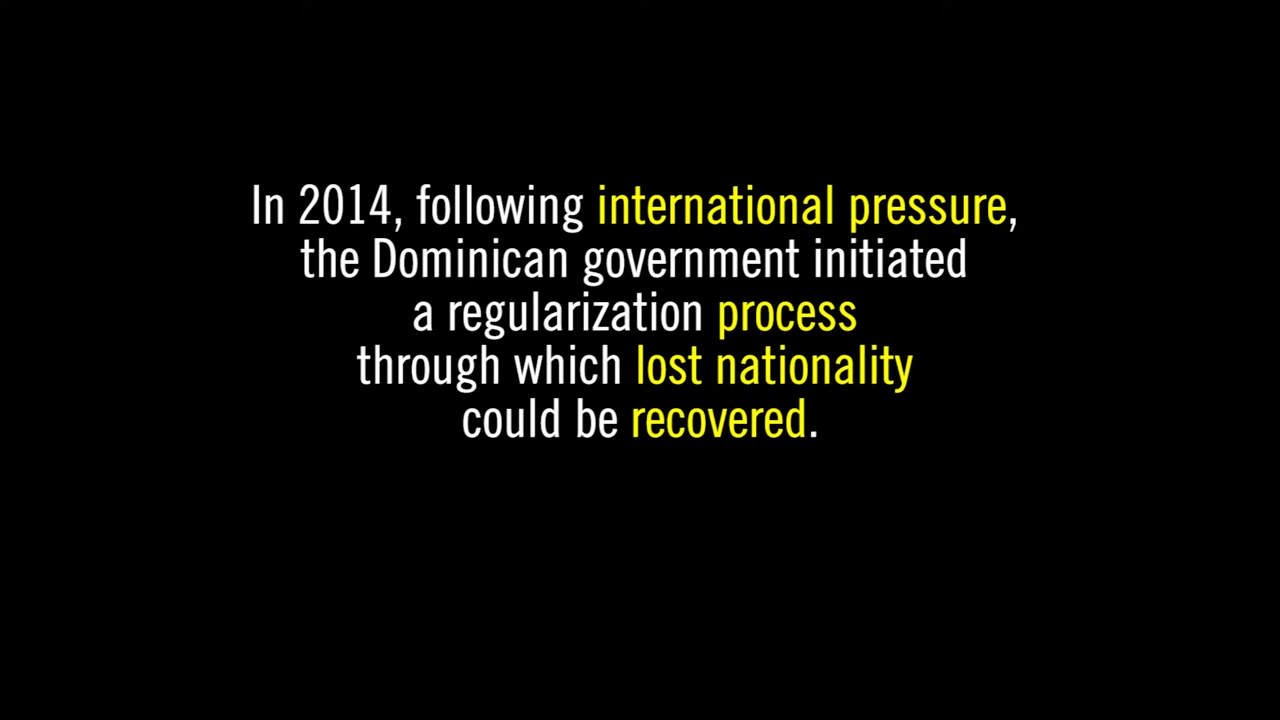 In 2014, following international pressure,
the Dominican government initiated
a regularization process
through which lost nationality
could be recovered.